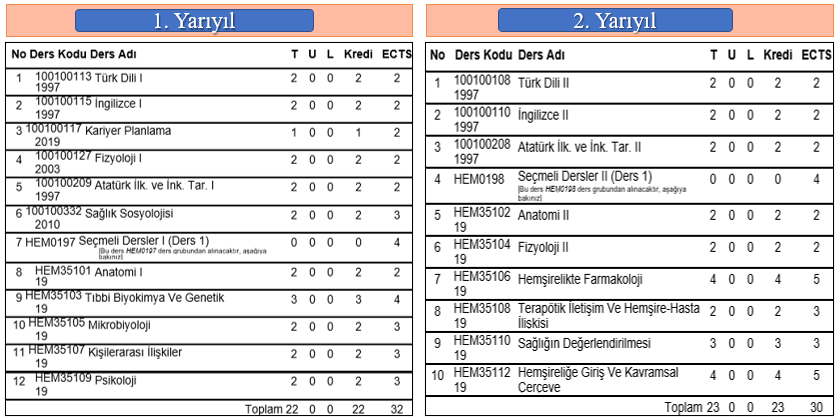 1. Yarıyıl
No Ders Kodu Ders Adı T U L Kredi ECTS
1 100100113 Türk Dili I 2 0 0 2 2
1997
2 100100115 İngilizce I 2 0 0 2 2
1997
3 100100117 Kariyer Planlama 1 0 0 1 2
2019
4 100100127 Fizyoloji I 2 0 0 2 2
2003
5 100100209 Atatürk İlk. ve İnk. Tar. I 2 0 0 2 2
1997
6 100100332 Sağlık Sosyolojisi 2 0 0 2 3
2010
7 HEM0197 Seçmeli Dersler I (Ders 1) 0 0 0 0 4
[Bu ders HEM0197 ders grubundan alınacaktır, aşağıya
bakınız]
8 HEM35101 Anatomi I 2 0 0 2 2
19
9 HEM35103 Tıbbi Biyokimya Ve Genetik 3 0 0 3 4
19
10 HEM35105 Mikrobiyoloji 2 0 0 2 3
19
11 HEM35107 Kişilerarası İlişkiler 2 0 0 2 3
19
12 HEM35109 Psikoloji 2 0 0 2 3
19
Toplam 22 0 0 22 32
2. Yarıyıl
No Ders Kodu Ders Adı T U L Kredi ECTS
1 100100108 Türk Dili II 2 0 0 2 2
1997
2 100100110 İngilizce II 2 0 0 2 2
1997
3 100100208 Atatürk İlk. ve İnk. Tar. II 2 0 0 2 2
1997
4 HEM0198 Seçmeli Dersler II (Ders 1) 0 0 0 0 4
[Bu ders HEM0198 ders grubundan alınacaktır, aşağıya
bakınız]
5 HEM35102 Anatomi II 2 0 0 2 2
19
6 HEM35104 Fizyoloji II 2 0 0 2 2
19
7 HEM35106 Hemşirelikte Farmakoloji 4 0 0 4 5
19
8 HEM35108 Terapötik İletişim Ve Hemşire-Hasta 2 0 0 2 3
19 İlişkisi
9 HEM35110 Sağlığın Değerlendirilmesi 3 0 0 3 3
19
10 HEM35112 Hemşireliğe Giriş Ve Kavramsal 4 0 0 4 5
19 Çerçeve
Toplam 23 0 0 23 30